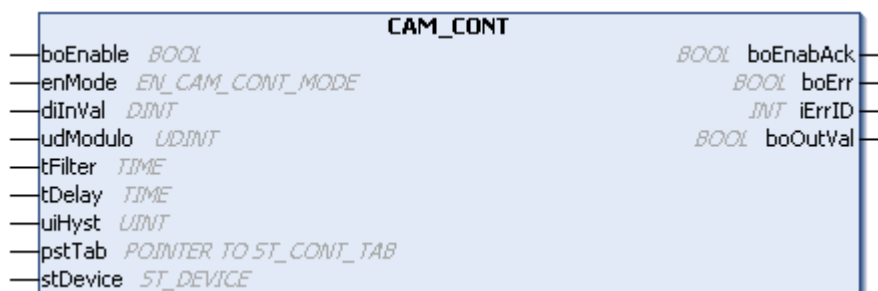 CAM_CONT
boEnable BOOL BOOL boEnabAck
enMode EN_CAM_CONT_MODE BOOL boErr
diInVal DINT INT iErrID
udModulo UDINT BOOL boOutVal
tFilter TIME
tDelay TIME
uiHyst UINT
pstTab POINTER TO ST_CONT_TAB
stDevice ST_DEVICE